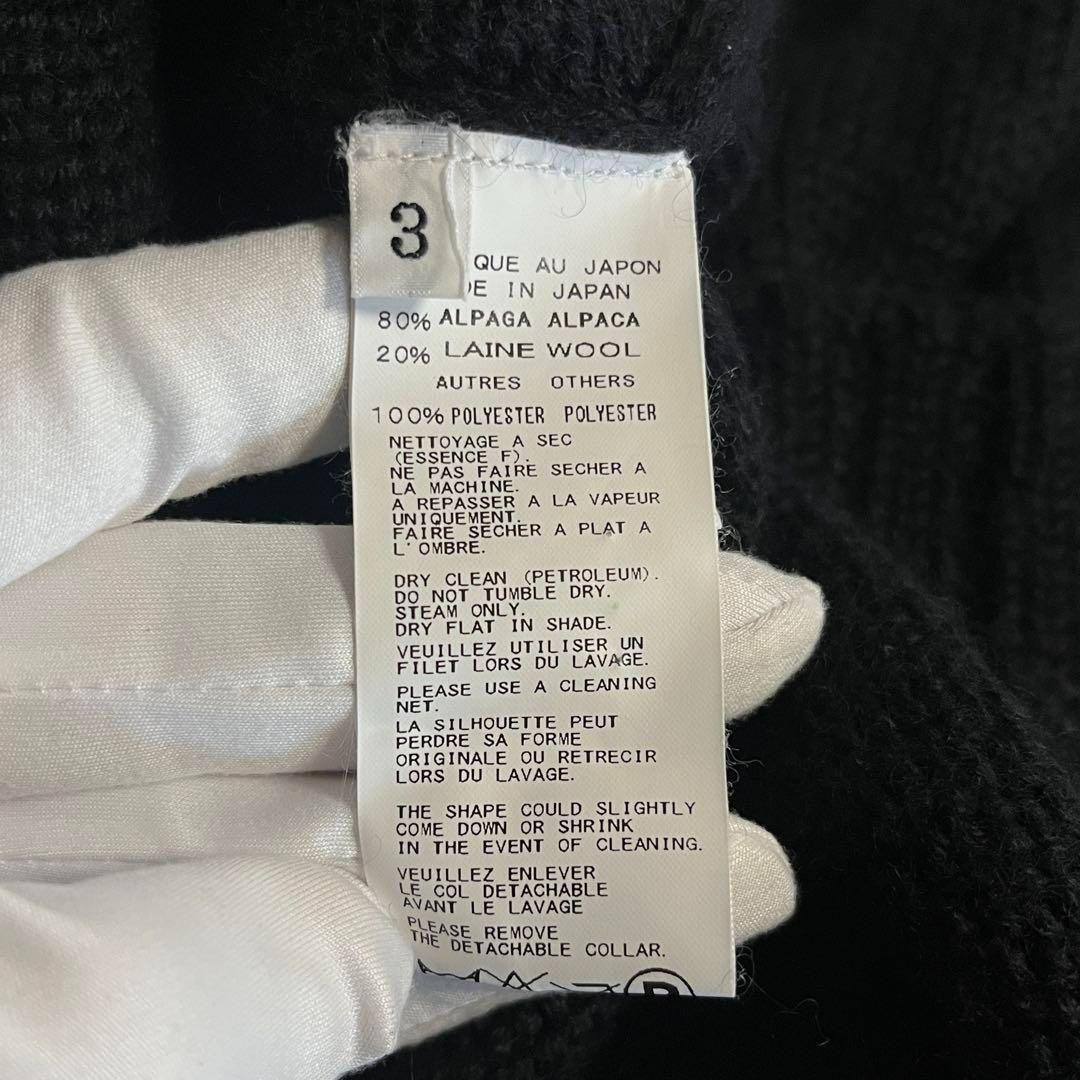 3
QUE AU JAPON
DE IN JAPAN
80% ALPAGA ALPACA
20% LAINE WOOL
AUTRES OTHERS
100% POLYESTER POLYESTER
NETTOYAGE A SEC
(ESSENCE F).
NE PAS FAIRE SECHER A
LA MACHINE.
A REPASSER A LA VAPEUR
UNIQUEMENT.
FAIRE SECHER A PLAT A
L'OMBRE.
DRY CLEAN (PETROLEUM).
DO NOT TUMBLE DRY.
STEAM ONLY.
DRY FLAT IN SHADE.
VEUILLEZ UTILISER UN
FILET LORS DU LAVAGE.
PLEASE USE A CLEANING
NET.
LA SILHOUETTE PEUT
PERDRE SA FORME
ORIGINALE OU RETRECIR
LORS DU LAVAGE.
THE SHAPE COULD SLIGHTLY
COME DOWN OR SHRINK
IN THE EVENT OF CLEANING.
VEUILLEZ ENLEVER
LE COL DETACHABLE
AVANT LE LAVAGE
PLEASE REMOVE
THE DETACHABLE COLLAR.